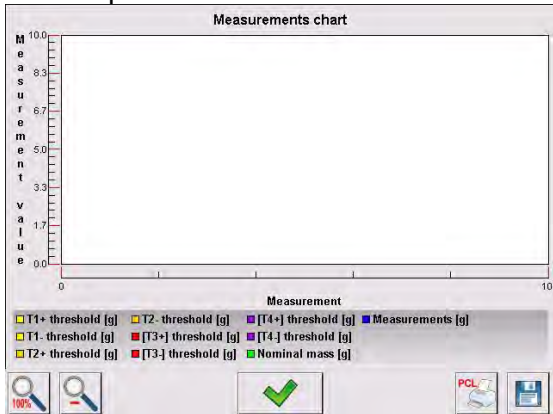 Measurements chart
Measurement value
10.0
8.3
6.7
5.0
3.3
1.7
0.0
0 10
Measurement
T1+ threshold [g] T2- threshold [g] [T4+] threshold [g] Measurements [g]
T1- threshold [g] [T3+] threshold [g] [T4-] threshold [g]
T2+ threshold [g] [T3-] threshold [g] Nominal mass [g]
100% PCL